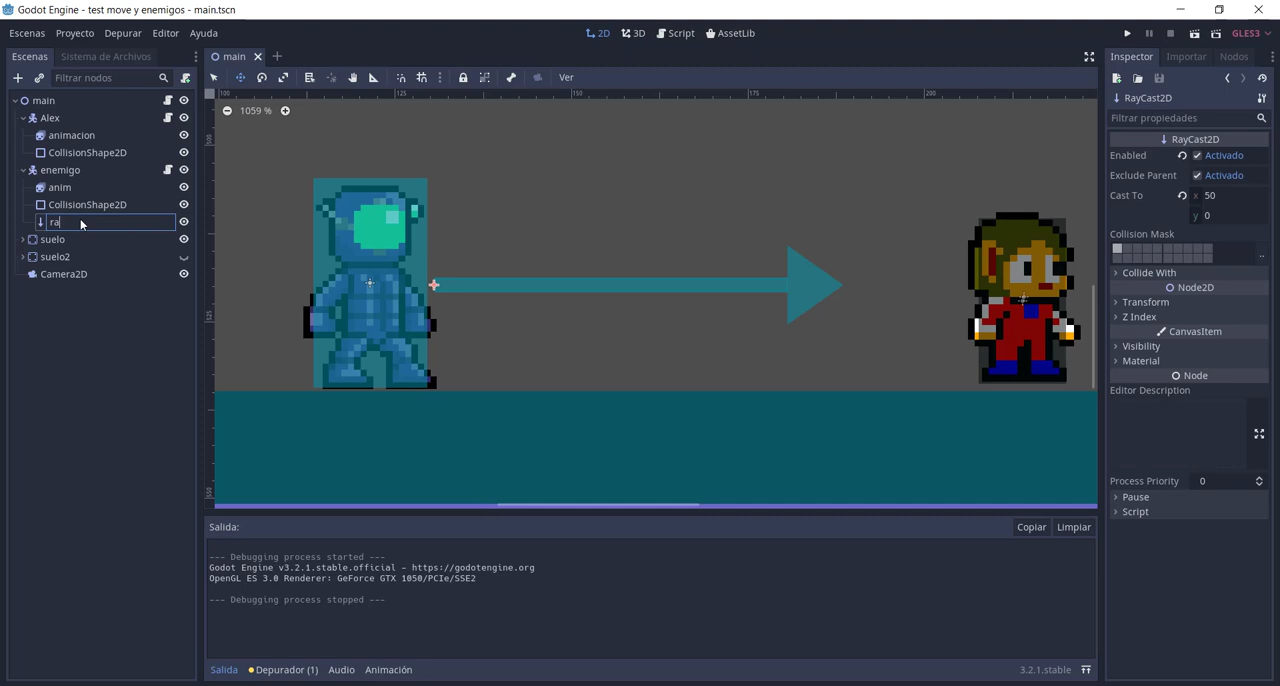 Godot Engine - test move y enemigos - main.tscn
Escenas Proyecto Depurar Editor Ayuda 2D 3D Script AssetLib GLES3
Escenas Sistema de Archivos main Inspector Importar Nodos
Filtrar nodos Ver
main
Alex
animacion
CollisionShape2D
enemigo
anim
CollisionShape2D
ra
suelo
suelo2
Camera2D
100 125 150 175 200
1059 %
500
525
550
RayCast2D
Filtrar propiedades
RayCast2D
Enabled Activado
Exclude Parent Activado
Cast To x 50
y 0
Collision Mask
..
Collide With
Node2D
Transform
Z Index
CanvasItem
Visibility
Material
Node
Editor Description
Process Priority 0
Pause
Script
Salida: Copiar Limpiar
--- Debugging process started ---
Godot Engine v3.2.1.stable.official - https://godotengine.org
OpenGL ES 3.0 Renderer: GeForce GTX 1050/PCIe/SSE2
--- Debugging process stopped ---
Salida Depurador (1) Audio Animación 3.2.1.stable